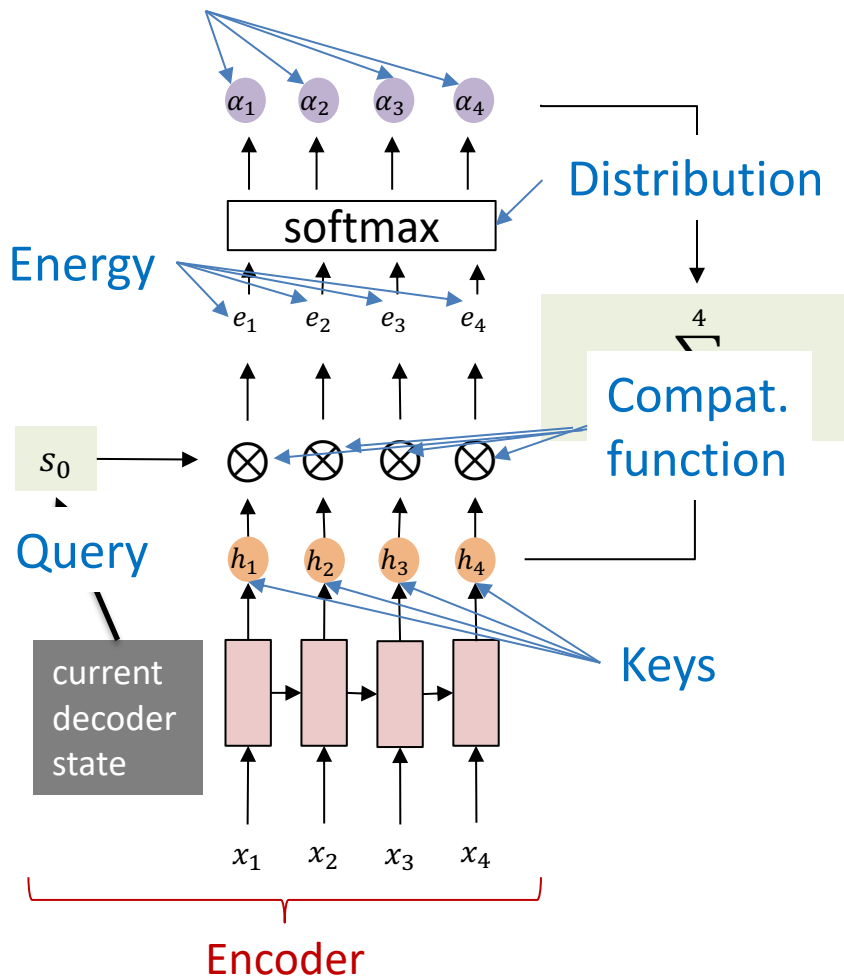 α₁ α₂ α₃ α₄
Distribution
softmax
Energy
e₁ e₂ e₃ e₄
4
Compat.
function
s₀
Query
h₁ h₂ h₃ h₄
Keys
current
decoder
state
x₁ x₂ x₃ x₄
Encoder